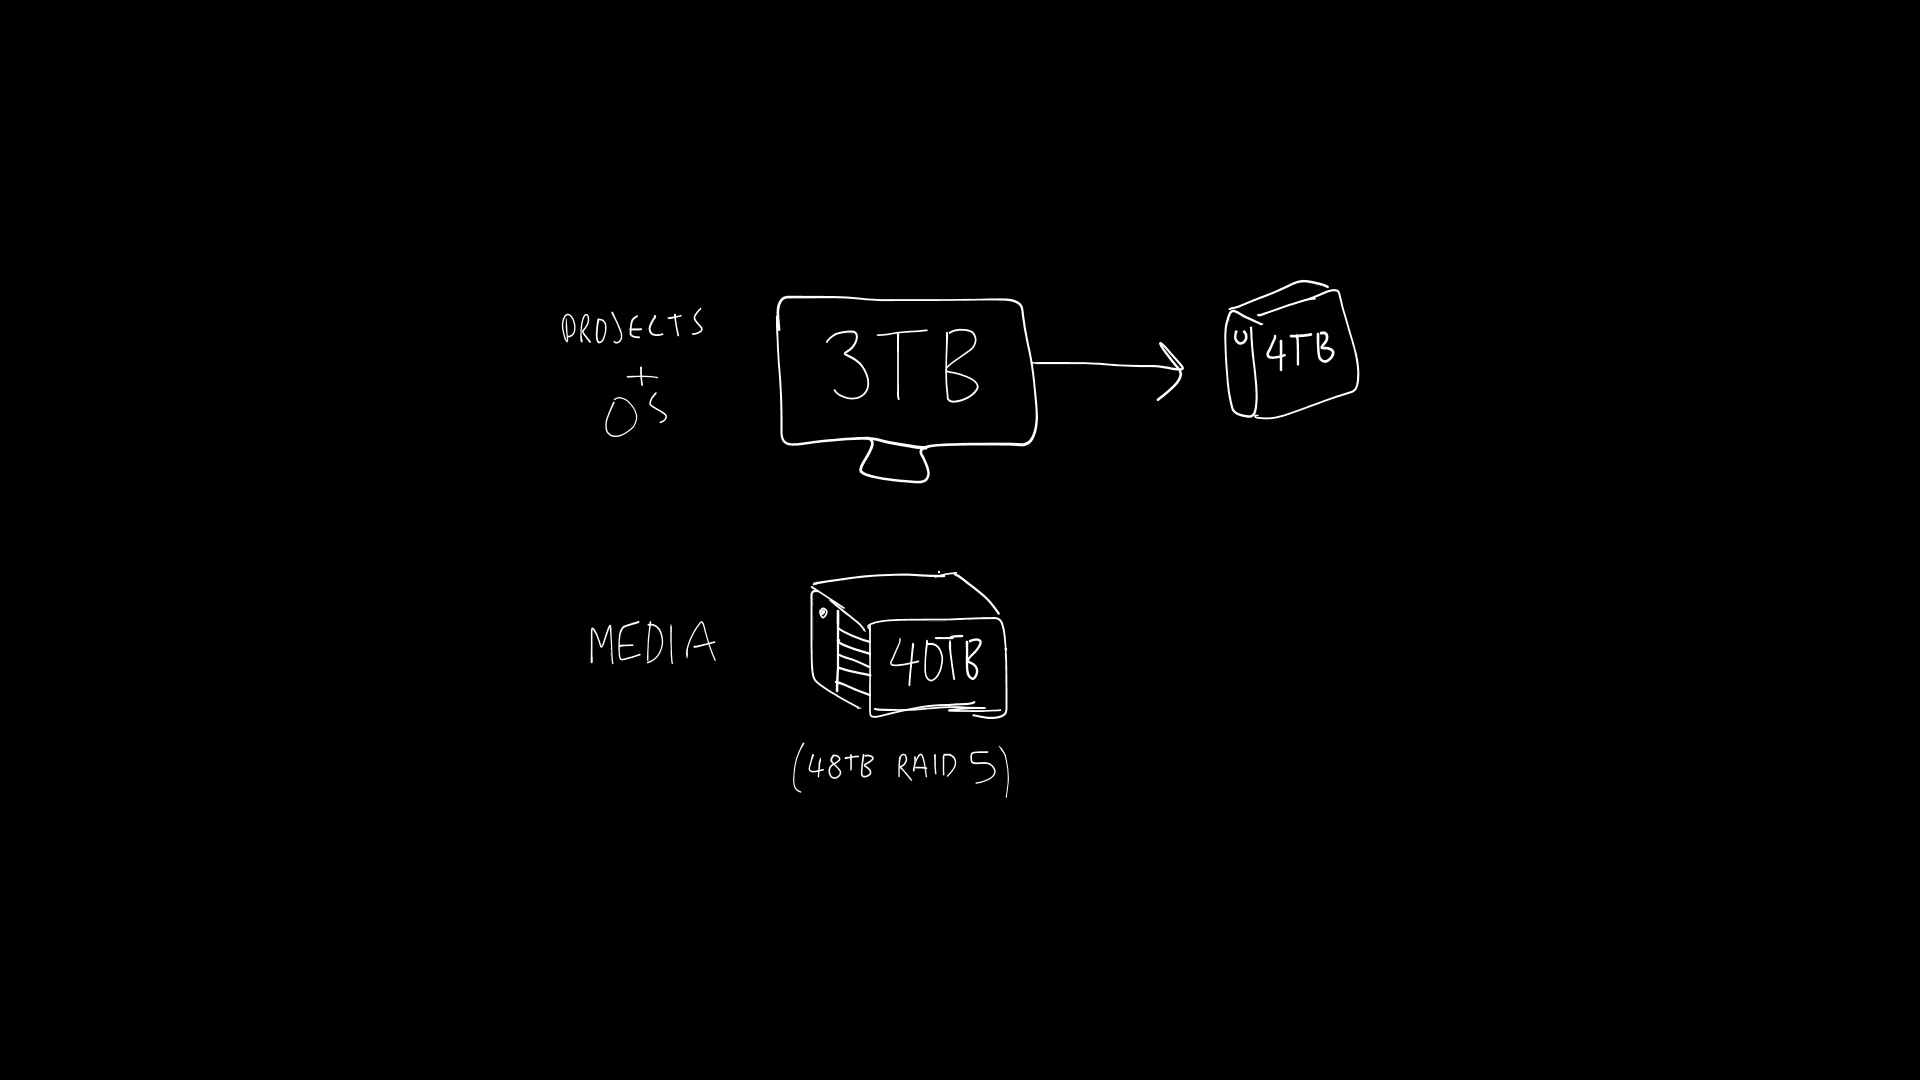 PROJECTS
+
OS
3TB
4TB
MEDIA
40TB
(48TB RAID 5)